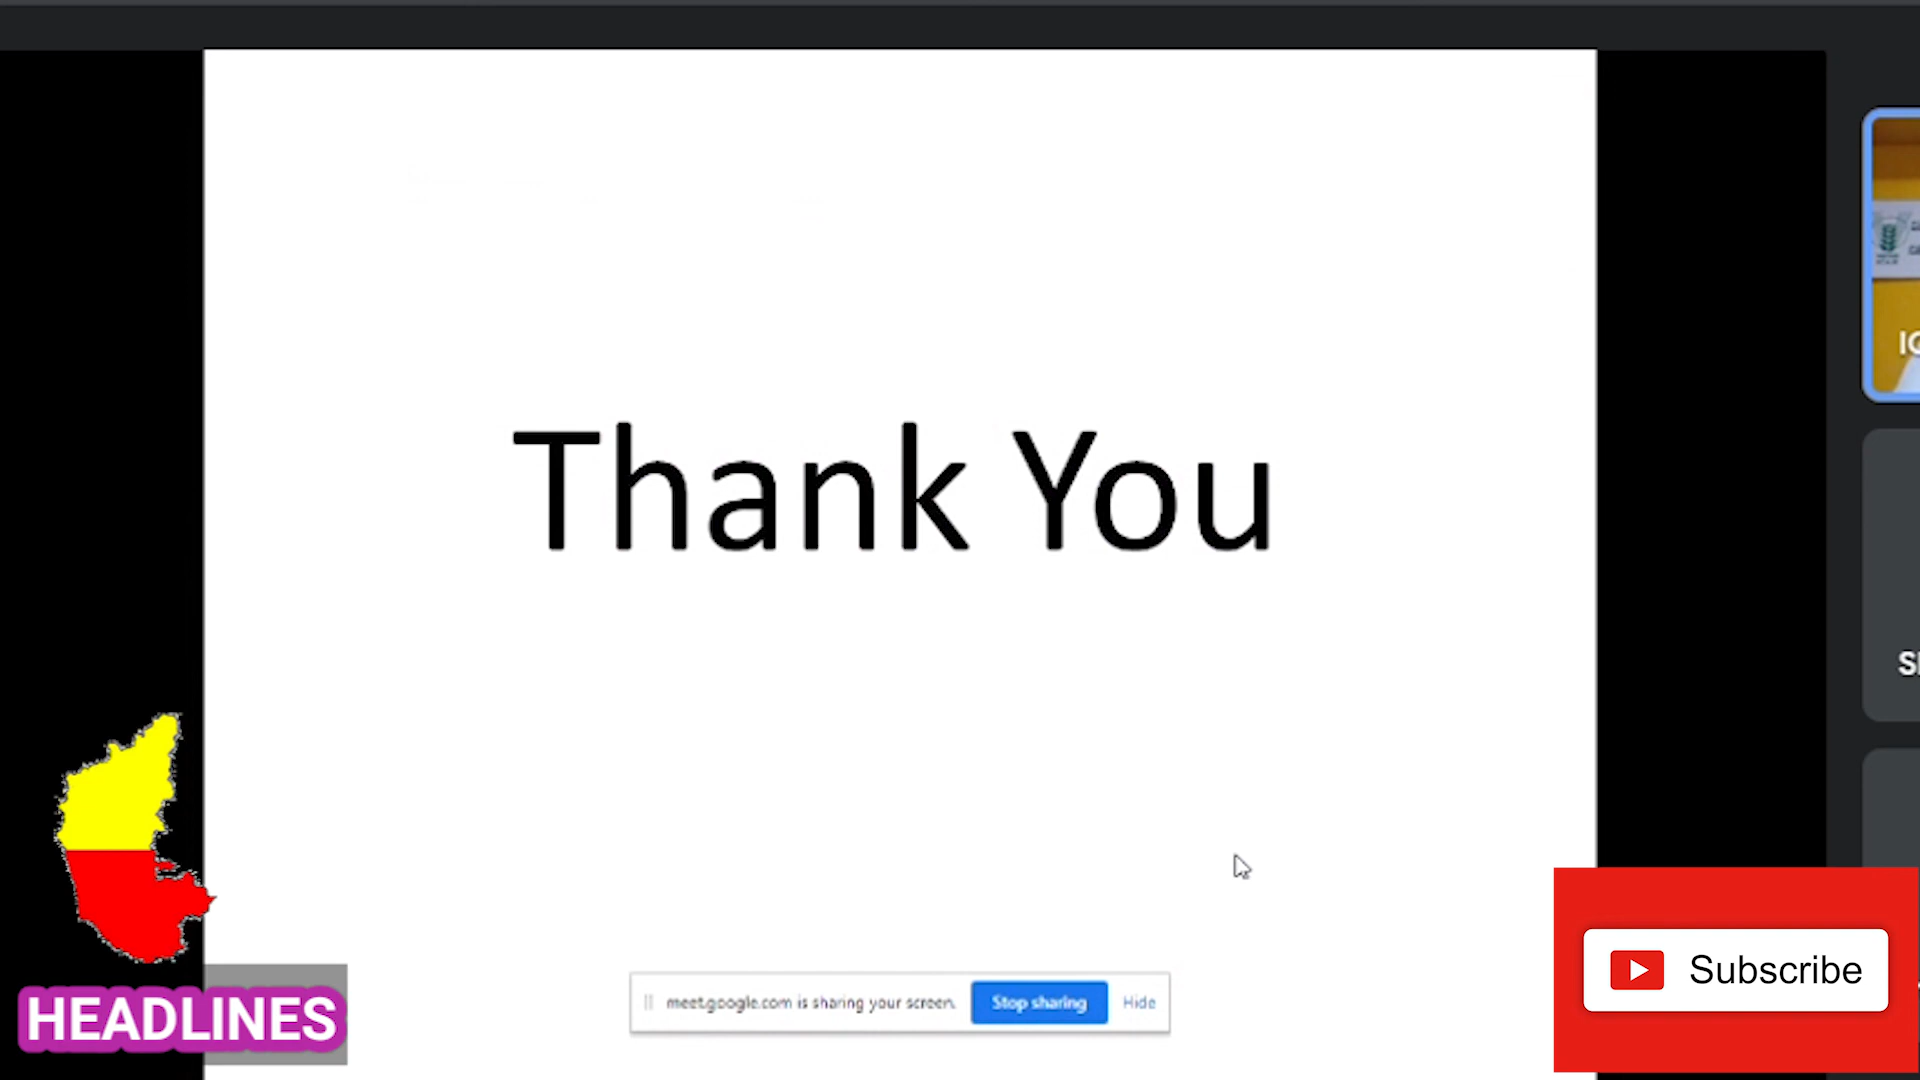 Thank You
meet.google.com is sharing your screen. Stop sharing Hide
HEADLINES
Subscribe